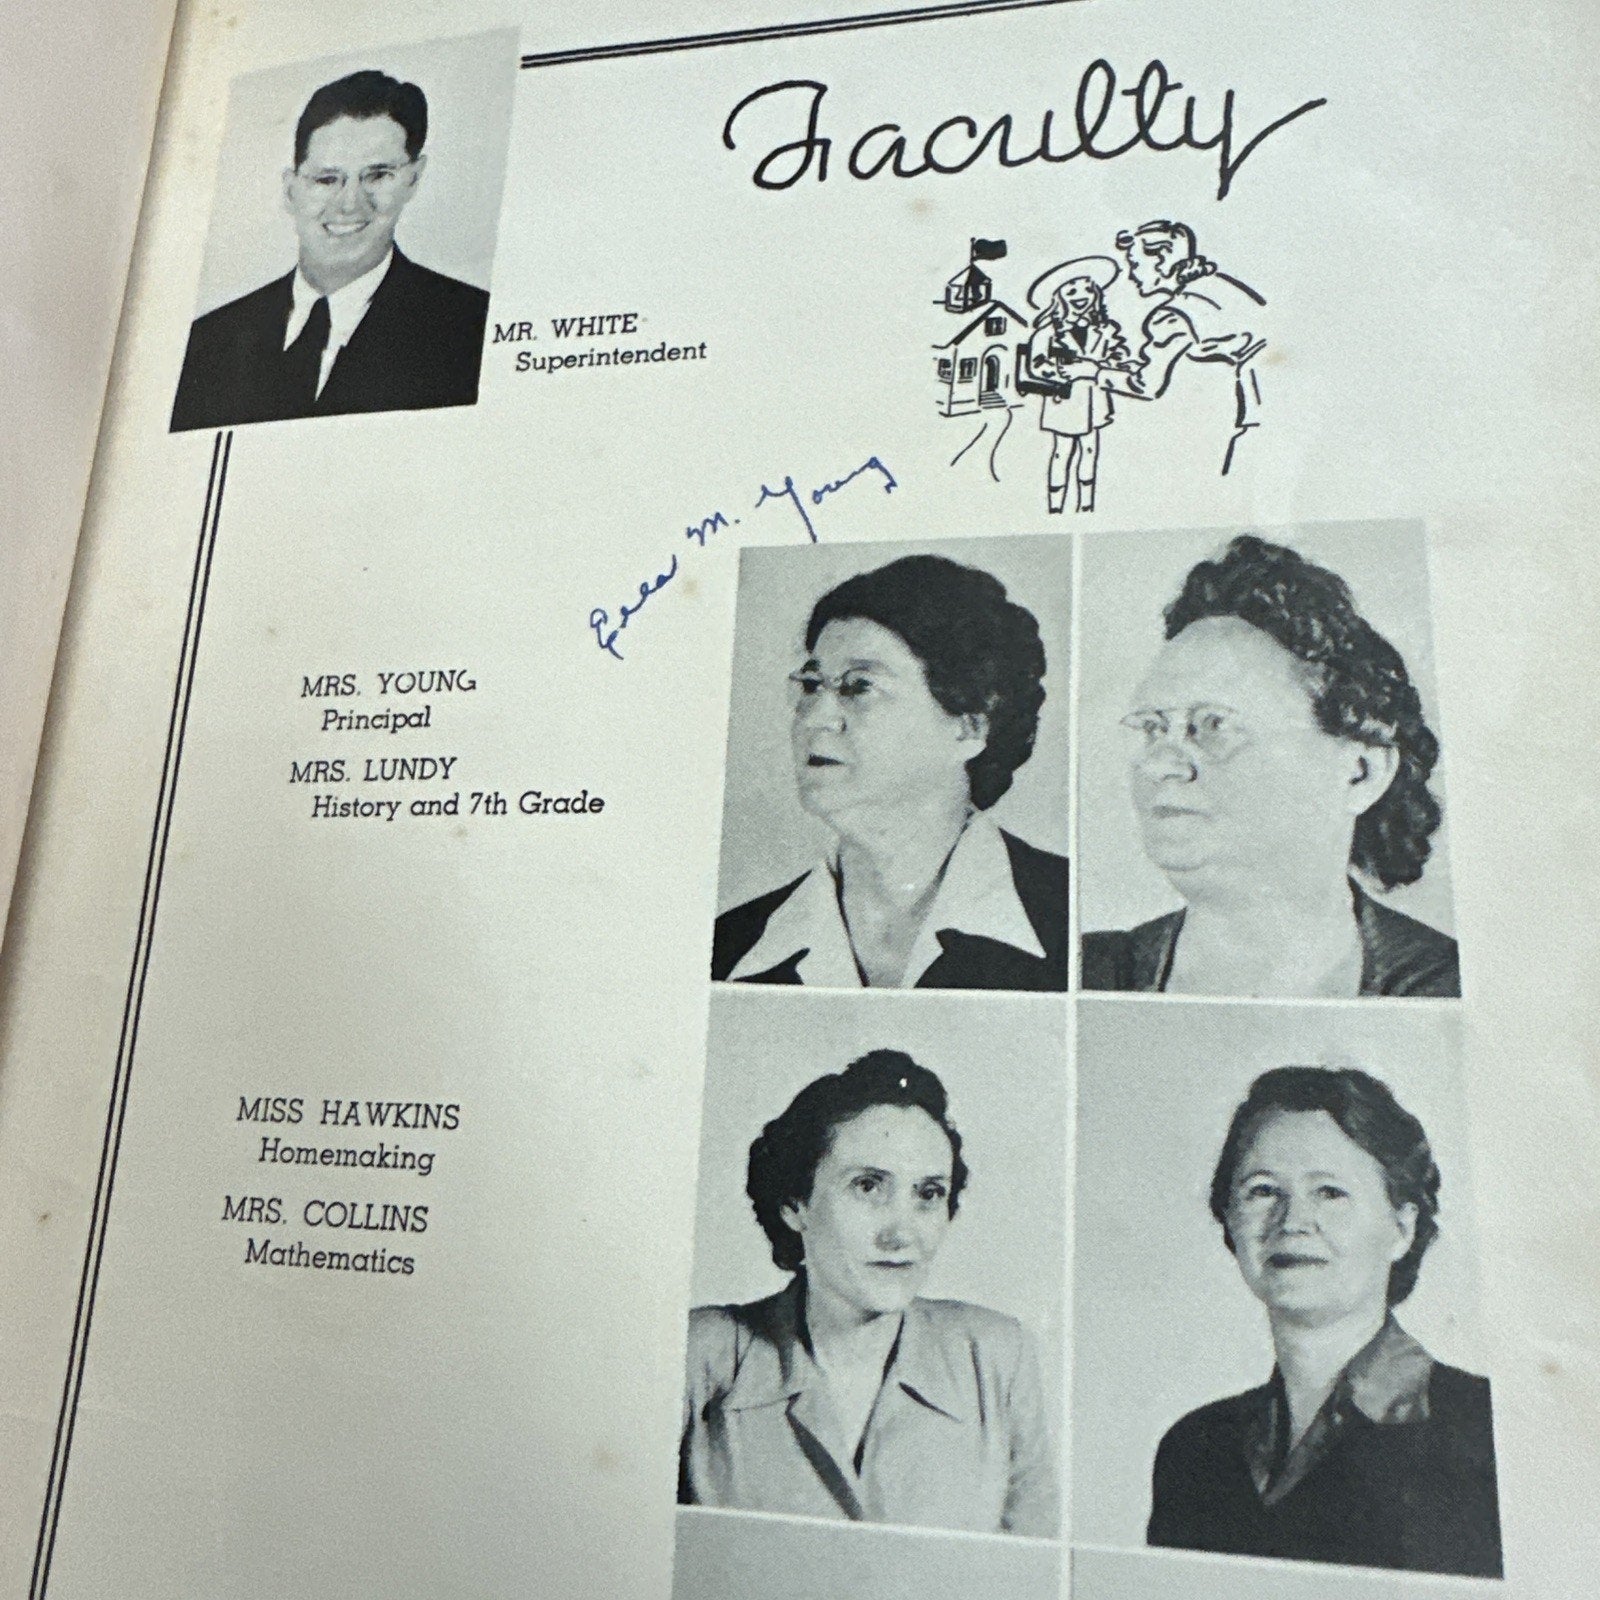 Faculty
MR. WHITE
Superintendent
Ella M. Young
MRS. YOUNG
Principal
MRS. LUNDY
History and 7th Grade
MISS HAWKINS
Homemaking
MRS. COLLINS
Mathematics